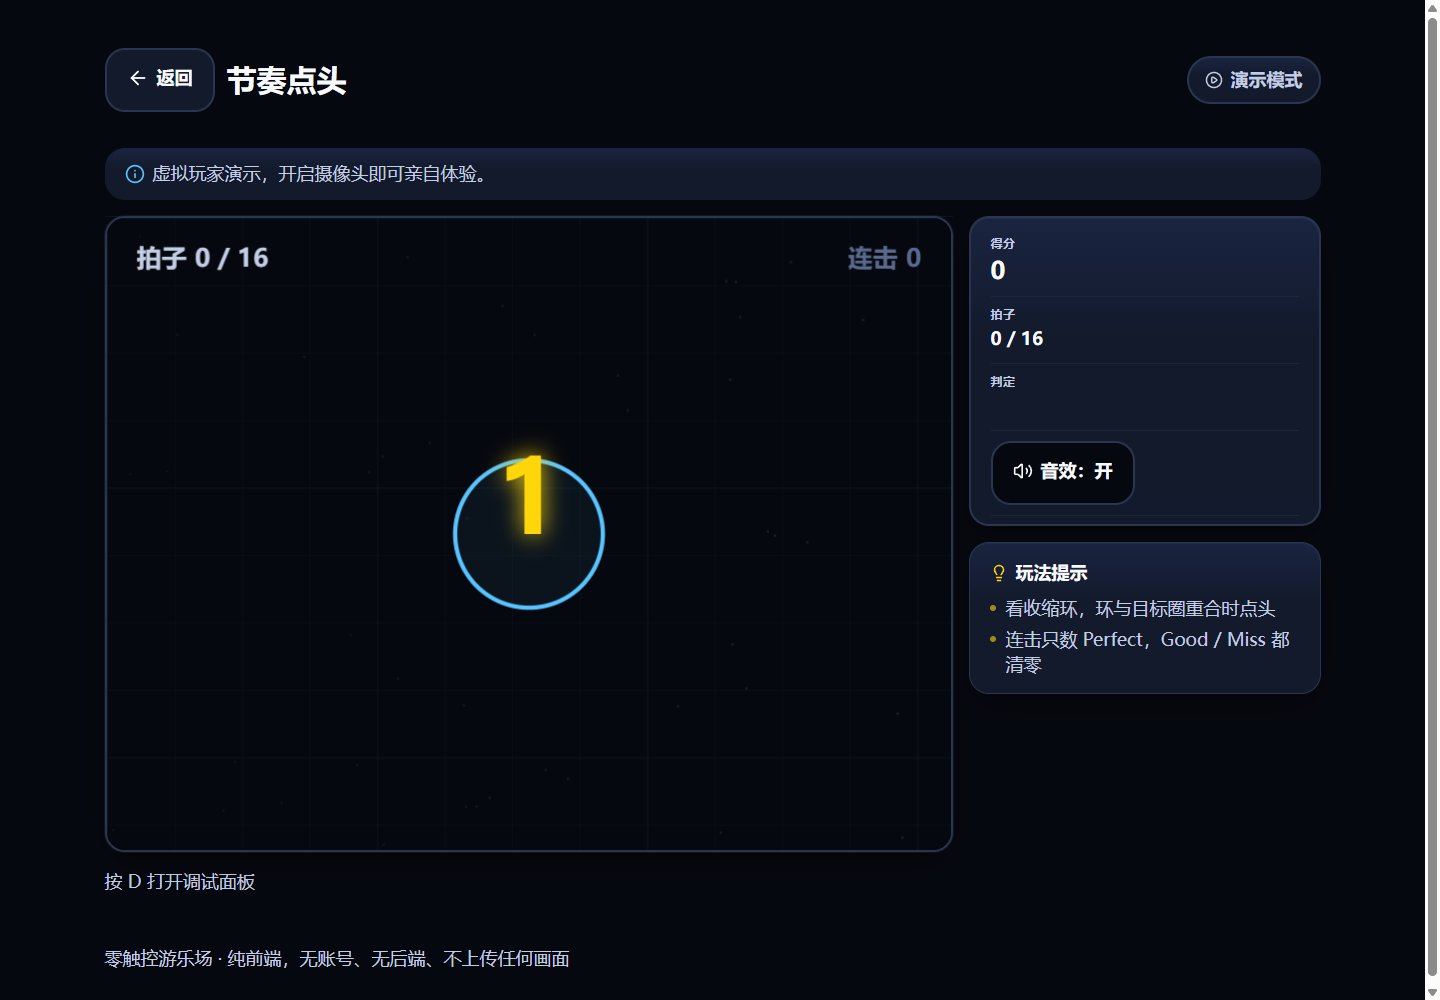 返回
节奏点头
演示模式
虚拟玩家演示，开启摄像头即可亲自体验。
拍子 0 / 16
连击 0
1
得分
0
拍子
0 / 16
判定
音效：开
玩法提示
看收缩环，环与目标圈重合时点头
连击只数 Perfect，Good / Miss 都
清零
按 D 打开调试面板
零触控游乐场 · 纯前端，无账号、无后端、不上传任何画面